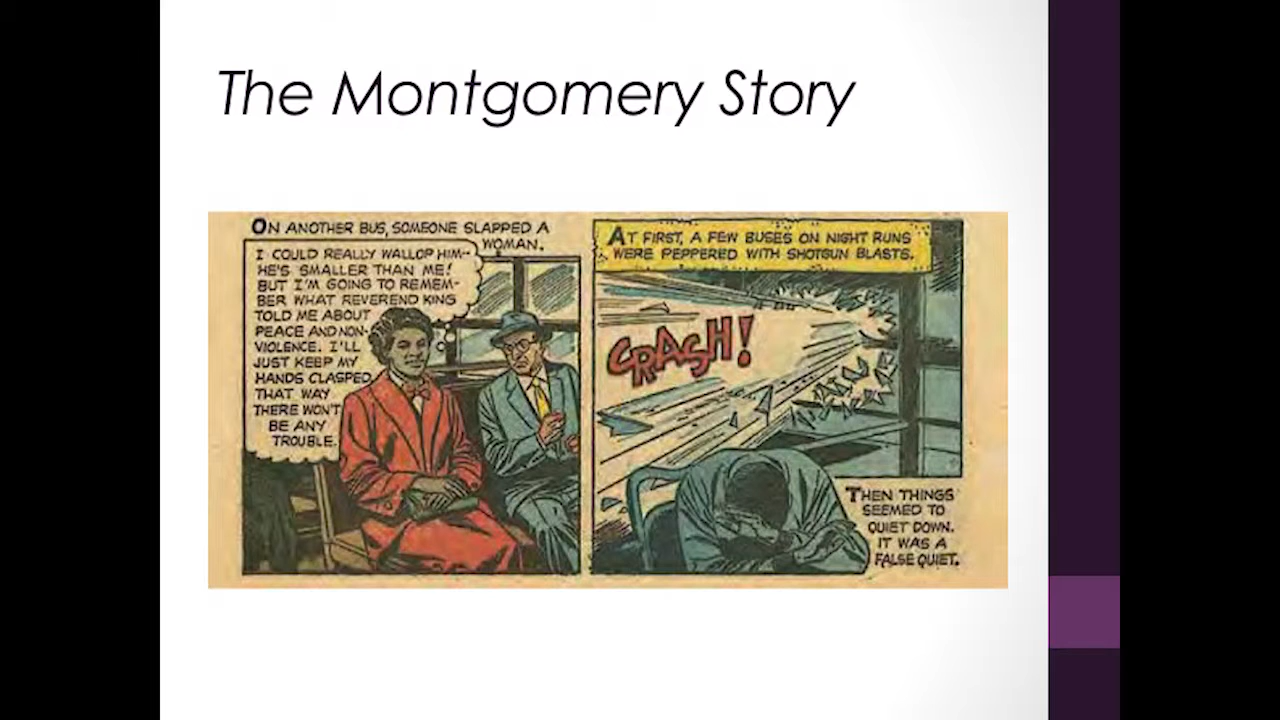 The Montgomery Story
ON ANOTHER BUS, SOMEONE SLAPPED A
WOMAN.
I COULD REALLY WALLOP HIM--
HE'S SMALLER THAN ME!
BUT I'M GOING TO REMEM-
BER WHAT REVEREND KING
TOLD ME ABOUT
PEACE AND NON-
VIOLENCE. I'LL
JUST KEEP MY
HANDS CLASPED
THAT WAY
THERE WON'T
BE ANY
TROUBLE.
AT FIRST, A FEW BUSES ON NIGHT RUNS
WERE PEPPERED WITH SHOTGUN BLASTS.
CRASH!
THEN THINGS
SEEMED TO
QUIET DOWN.
IT WAS A
FALSE QUIET.